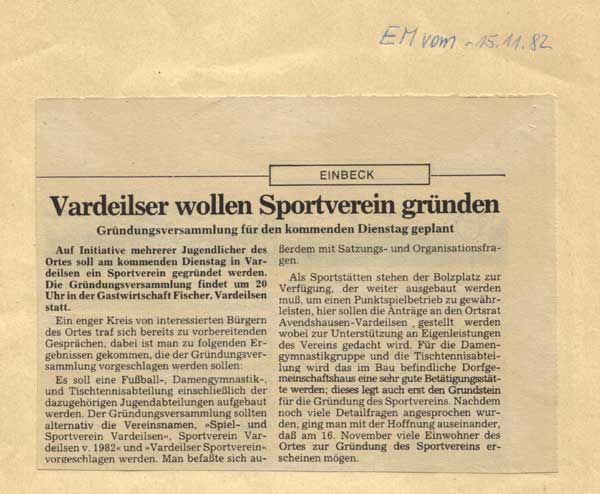 EM vom 15.11.82
EINBECK
Vardeilser wollen Sportverein gründen
Gründungsversammlung für den kommenden Dienstag geplant
Auf Initiative mehrerer Jugendlicher des
Ortes soll am kommenden Dienstag in Var-
deilsen ein Sportverein gegründet werden.
Die Gründungsversammlung findet um 20
Uhr in der Gastwirtschaft Fischer, Vardeilsen
statt.
Ein enger Kreis von interessierten Bürgern
des Ortes traf sich bereits zu vorbereitenden
Gesprächen, dabei ist man zu folgenden Er-
gebnissen gekommen, die der Gründungsver-
sammlung vorgeschlagen werden sollen:
Es soll eine Fußball-, Damengymnastik-,
und Tischtennisabteilung einschließlich der
dazugehörigen Jugendabteilungen aufgebaut
werden. Der Gründungsversammlung sollten
alternativ die Vereinsnamen, »Spiel- und
Sportverein Vardeilsen«, Sportverein Var-
deilsen v. 1982« und »Vardeilser Sportverein«
vorgeschlagen werden. Man befaßte sich au-
ßerdem mit Satzungs- und Organisationsfra-
gen.
Als Sportstätten stehen der Bolzplatz zur
Verfügung, der weiter ausgebaut werden
muß, um einen Punktspielbetrieb zu gewähr-
leisten, hier sollen die Anträge an den Ortsrat
Avendshausen-Vardeilsen, gestellt werden
wobei zur Unterstützung an Eigenleistungen
des Vereins gedacht wird. Für die Damen-
gymnastikgruppe und die Tischtennisabtei-
lung wird das im Bau befindliche Dorfge-
meinschaftshaus eine sehr gute Betätigungsstät-
te werden; dieses legt auch erst den Grundstein
für die Gründung des Sportvereins. Nachdem
noch viele Detailfragen angesprochen wur-
den, ging man mit der Hoffnung auseinander,
daß am 16. November viele Einwohner des
Ortes zur Gründung des Sportvereins er-
scheinen mögen.